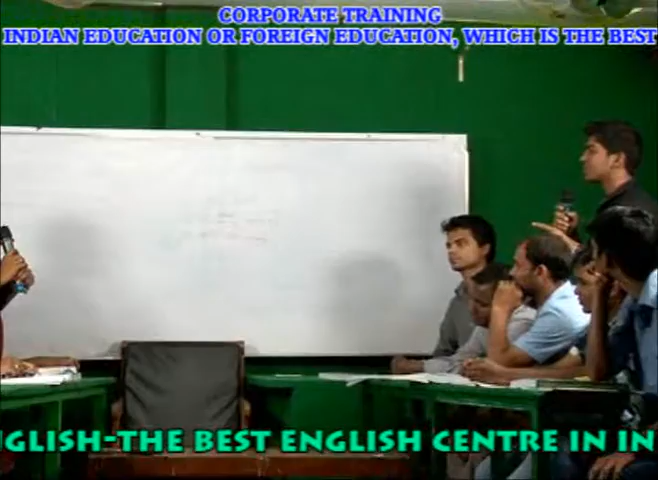 CORPORATE TRAINING
INDIAN EDUCATION OR FOREIGN EDUCATION, WHICH IS THE BEST
GLISH-THE BEST ENGLISH CENTRE IN IN